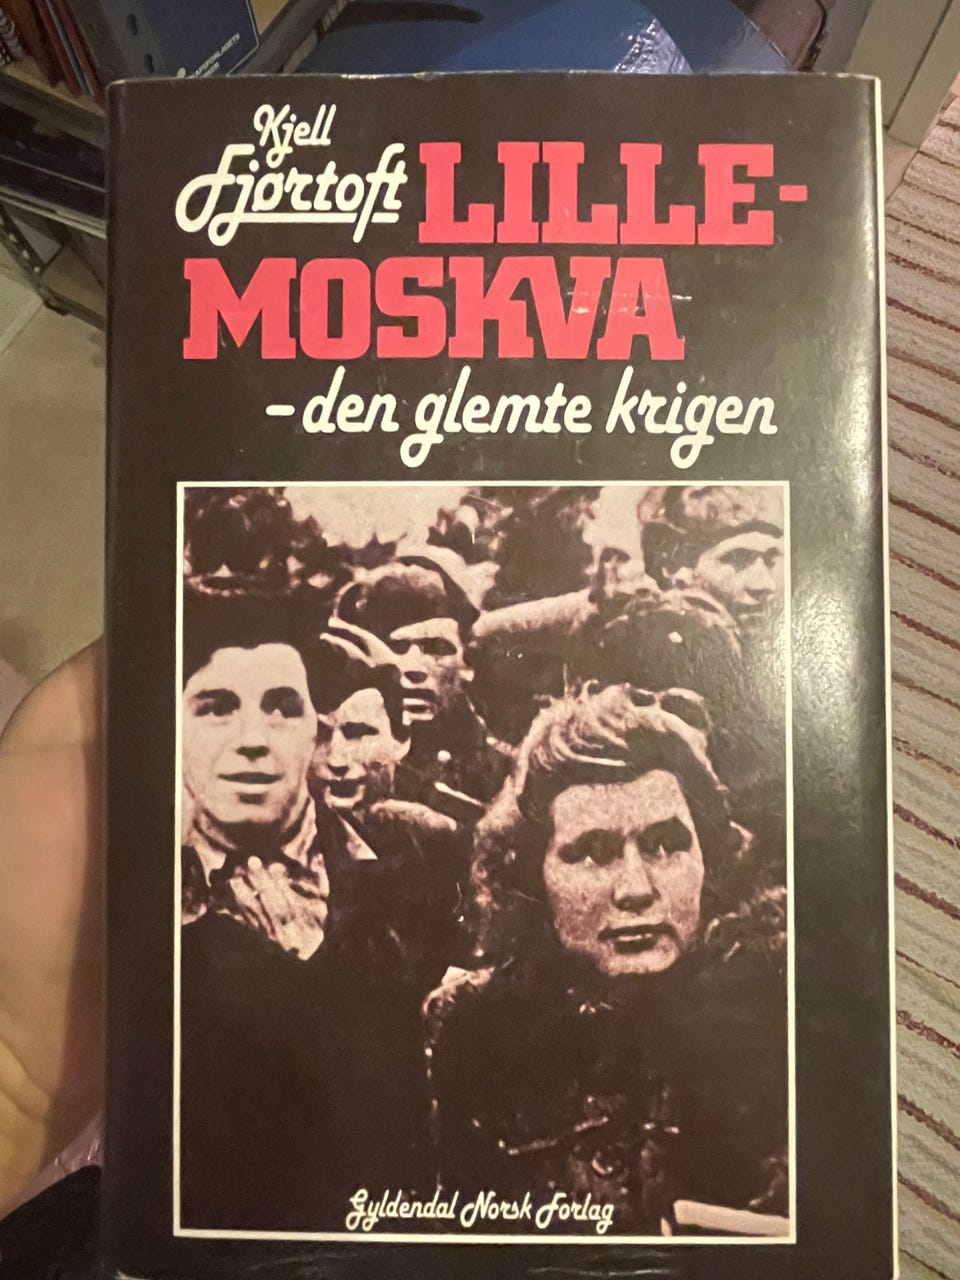 Kjell
Fjørtoft
LILLE-
MOSKVA
-den glemte krigen
Gyldendal Norsk Forlag